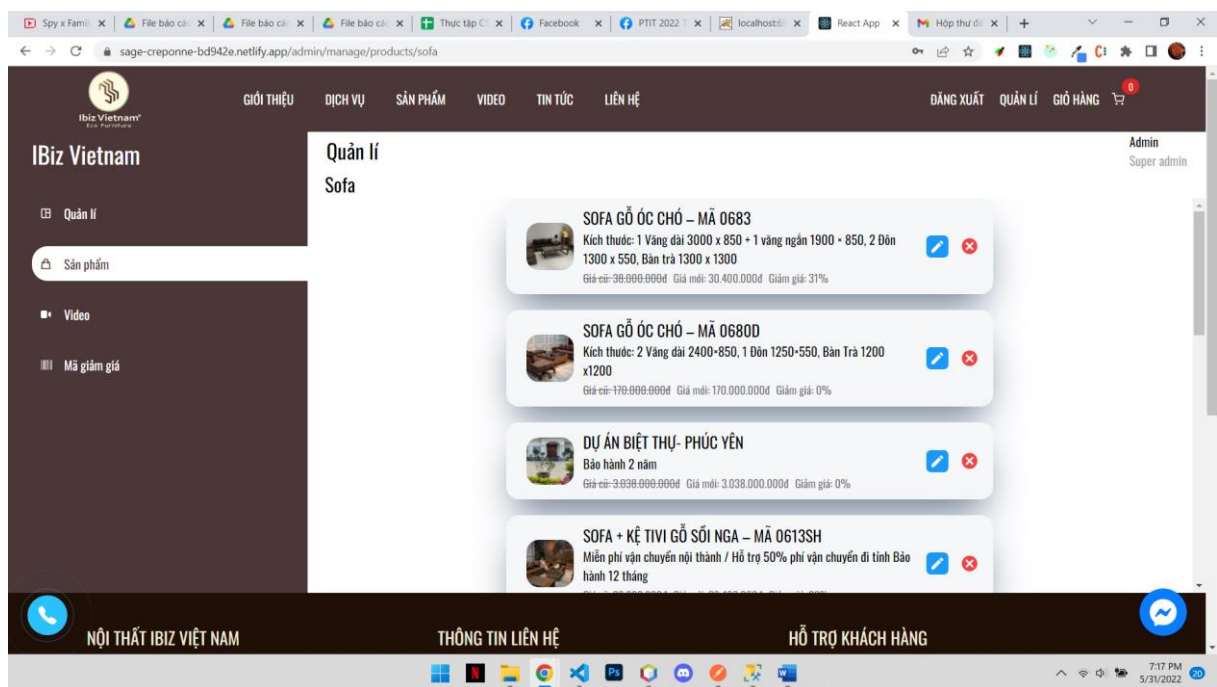 Spy x Famil
File báo các
File báo các
File báo các
Thực tập CS
Facebook
PTIT 2022
localhost:
React App
Hộp thư đế
sage-creponne-bd942e.netlify.app/admin/manage/products/sofa
Ibiz Vietnam
Eco Furniture
GIỚI THIỆU DỊCH VỤ SẢN PHẨM VIDEO TIN TỨC LIÊN HỆ ĐĂNG XUẤT QUẢN LÍ GIỎ HÀNG 0
IBiz Vietnam
Quản lí
Sản phẩm
Video
Mã giảm giá
Quản lí
Admin
Super admin
Sofa
SOFA GỖ ÓC CHÓ – MÃ 0683
Kích thước: 1 Văng dài 3000 x 850 + 1 văng ngắn 1900 × 850, 2 Đôn
1300 x 550, Bàn trà 1300 x 1300
Giá cũ: 38.000.000đ Giá mới: 30.400.000đ Giảm giá: 31%
SOFA GỖ ÓC CHÓ – MÃ 0680D
Kích thước: 2 Văng dài 2400×850, 1 Đôn 1250×550, Bàn Trà 1200
x1200
Giá cũ: 170.000.000đ Giá mới: 170.000.000đ Giảm giá: 0%
DỰ ÁN BIỆT THỰ- PHÚC YÊN
Bảo hành 2 năm
Giá cũ: 3.038.000.000đ Giá mới: 3.038.000.000đ Giảm giá: 0%
SOFA + KỆ TIVI GỖ SỒI NGA – MÃ 0613SH
Miễn phí vận chuyển nội thành / Hỗ trợ 50% phí vận chuyển đi tỉnh Bảo
hành 12 tháng
NỘI THẤT IBIZ VIỆT NAM THÔNG TIN LIÊN HỆ HỖ TRỢ KHÁCH HÀNG
7:17 PM
5/31/2022
20